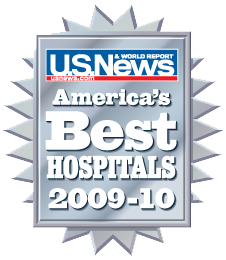 U.S.News
& WORLD REPORT
usnews.com
America's
Best
HOSPITALS
2009-10